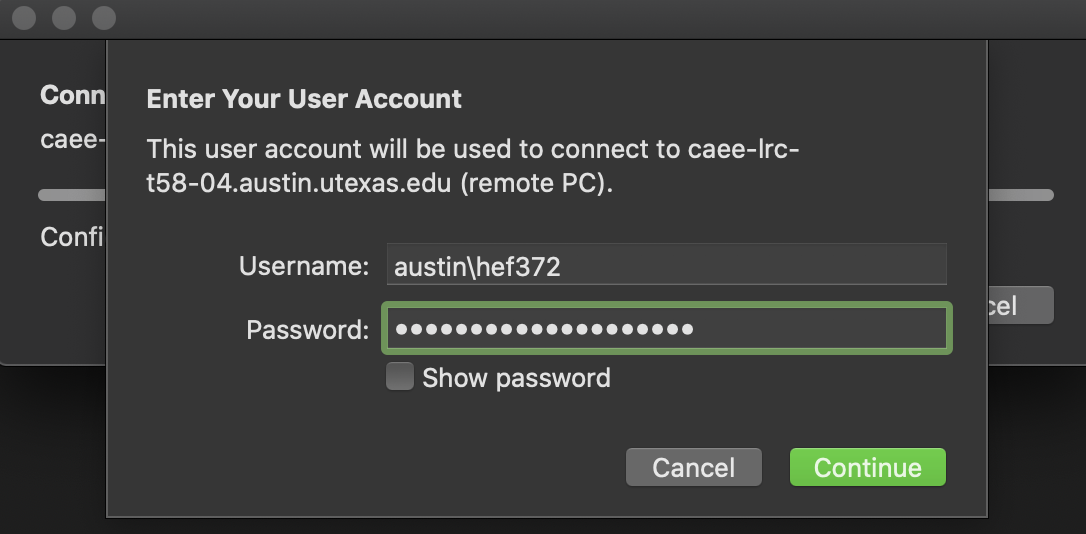 Enter Your User Account
This user account will be used to connect to caee-lrc-
t58-04.austin.utexas.edu (remote PC).
Conn
caee-
Confi
Username: austin\hef372
Password: ●●●●●●●●●●●●●●●●●●●●
cel
Show password
Cancel Continue